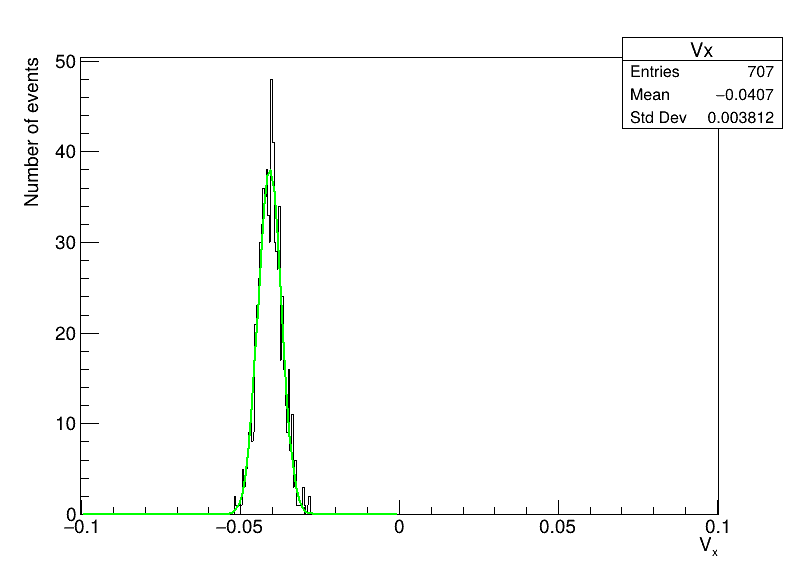 Vx
Entries 707
Mean −0.0407
Std Dev 0.003812
Number of events
50
40
30
20
10
0
−0.1 −0.05 0 0.05 0.1
Vx